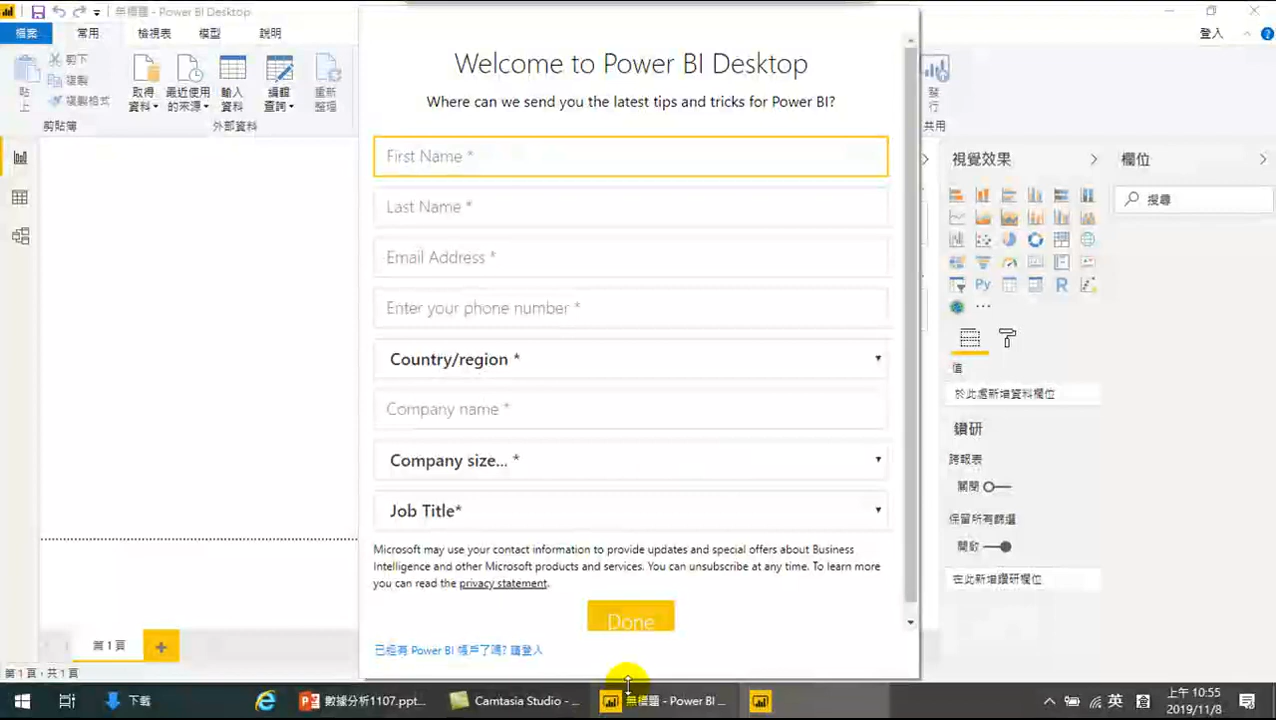 無標題 - Power BI Desktop
檔案
常用
檢視表
模型
說明
登入
貼上
剪下
複製
複製格式
剪貼簿
取得資料
最近使用的來源
輸入資料
編輯查詢
重新整理
外部資料
發行
共用
Welcome to Power BI Desktop
Where can we send you the latest tips and tricks for Power BI?
First Name *
Last Name *
Email Address *
Enter your phone number *
Country/region *
Company name *
Company size... *
Job Title*
Microsoft may use your contact information to provide updates and special offers about Business
Intelligence and other Microsoft products and services. You can unsubscribe at any time. To learn more
you can read the privacy statement.
Done
已經有 Power BI 帳戶了嗎? 請登入
視覺效果
欄位
搜尋
Py
R
值
於此處新增資料欄位
鑽研
跨報表
關閉
保留所有篩選
開啟
在此新增鑽研欄位
第 1 頁
第 1 頁，共 1 頁
下載
數據分析1107.ppt...
Camtasia Studio - ...
無標題 - Power BI ...
英
上午 10:55
2019/11/8